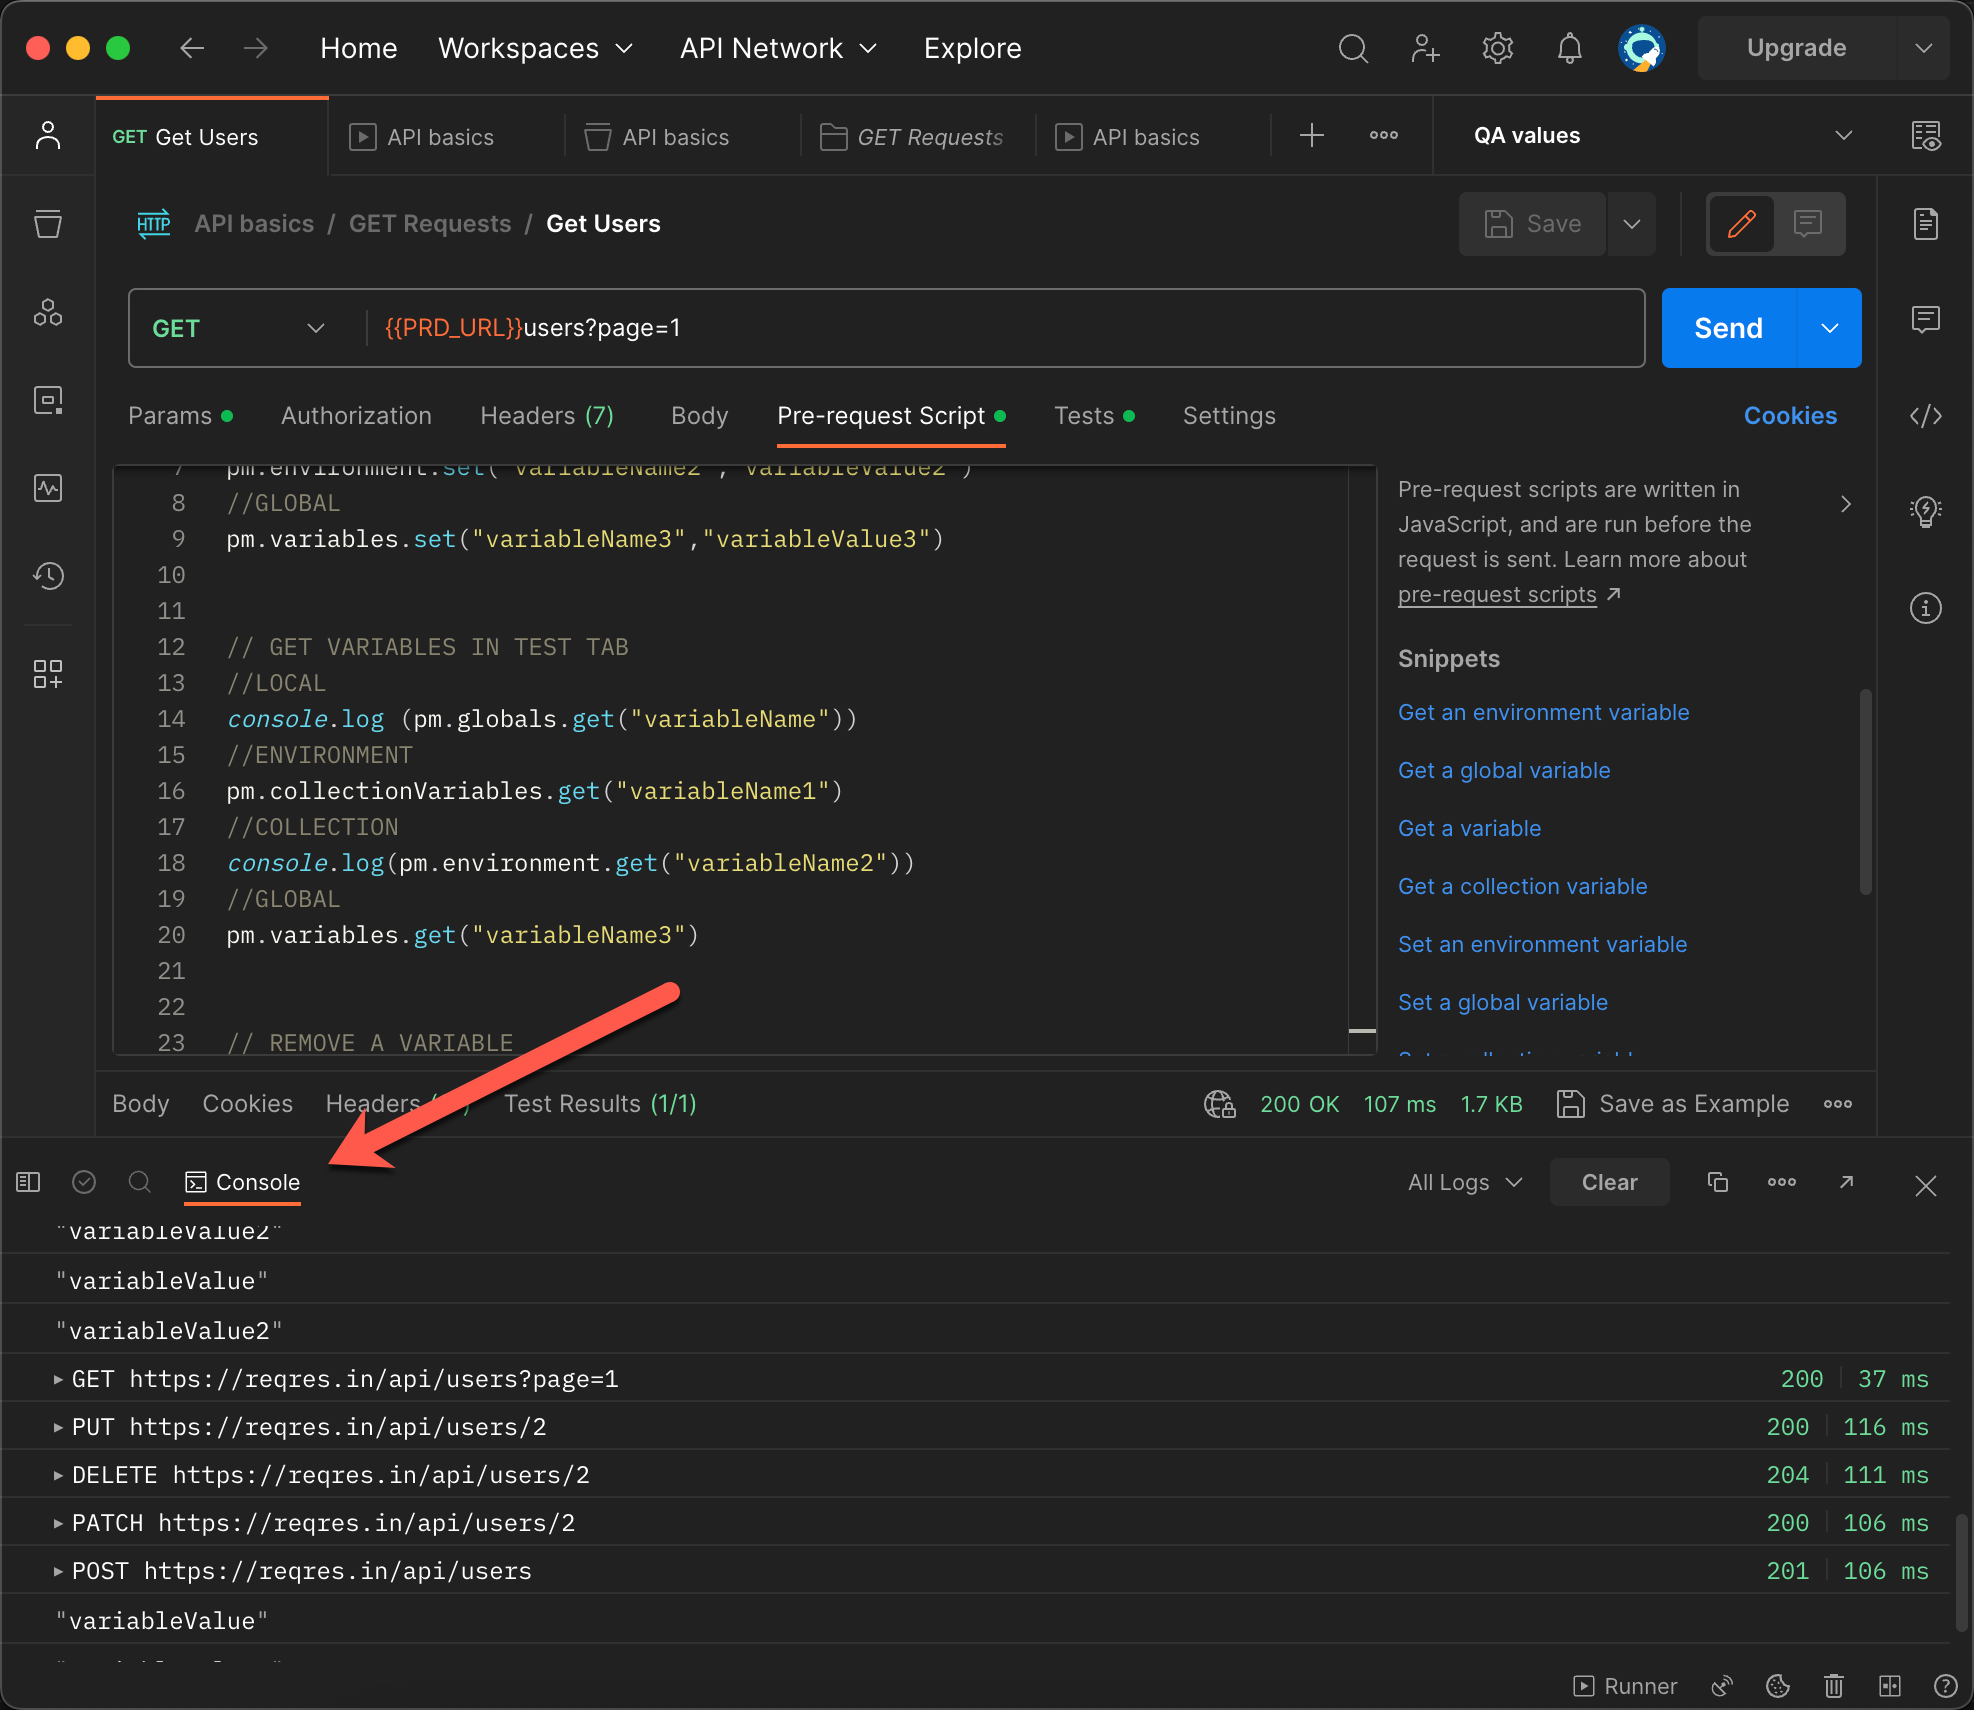 Home Workspaces API Network Explore Upgrade
GET Get Users API basics API basics GET Requests API basics QA values
HTTP API basics / GET Requests / Get Users Save
GET {{PRD_URL}}users?page=1 Send
Params Authorization Headers (7) Body Pre-request Script Tests Settings Cookies
7 pm.environment.set("variableName2","variableValue2")
8 //GLOBAL
9 pm.variables.set("variableName3","variableValue3")
10
11
12 // GET VARIABLES IN TEST TAB
13 //LOCAL
14 console.log (pm.globals.get("variableName"))
15 //ENVIRONMENT
16 pm.collectionVariables.get("variableName1")
17 //COLLECTION
18 console.log(pm.environment.get("variableName2"))
19 //GLOBAL
20 pm.variables.get("variableName3")
21
22
23 // REMOVE A VARIABLE
Pre-request scripts are written in
JavaScript, and are run before the
request is sent. Learn more about
pre-request scripts
Snippets
Get an environment variable
Get a global variable
Get a variable
Get a collection variable
Set an environment variable
Set a global variable
Body Cookies Headers Test Results (1/1) 200 OK 107 ms 1.7 KB Save as Example
Console All Logs Clear
"variableValue2"
"variableValue"
"variableValue2"
GET https://reqres.in/api/users?page=1 200 37 ms
PUT https://reqres.in/api/users/2 200 116 ms
DELETE https://reqres.in/api/users/2 204 111 ms
PATCH https://reqres.in/api/users/2 200 106 ms
POST https://reqres.in/api/users 201 106 ms
"variableValue"
Runner